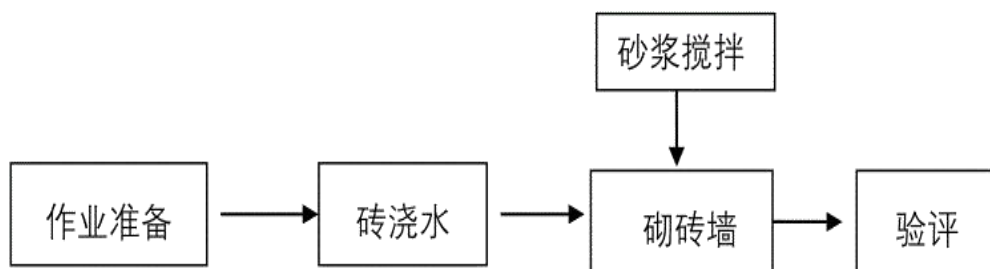 砂浆搅拌
作业准备
砖浇水
砌砖墙
验评